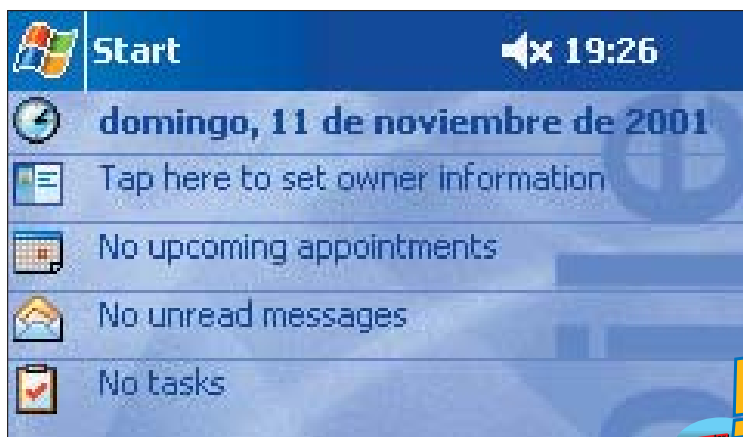 Start 19:26
domingo, 11 de noviembre de 2001
Tap here to set owner information
No upcoming appointments
No unread messages
No tasks